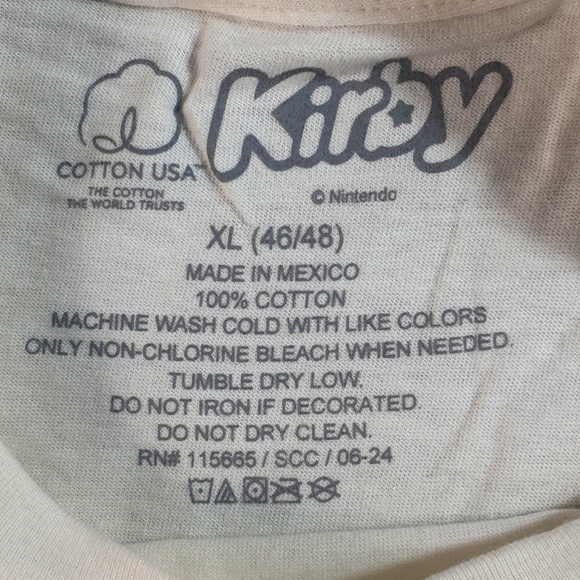 Kirby
COTTON USA™
THE COTTON
THE WORLD TRUSTS
© Nintendo
XL (46/48)
MADE IN MEXICO
100% COTTON
MACHINE WASH COLD WITH LIKE COLORS
ONLY NON-CHLORINE BLEACH WHEN NEEDED.
TUMBLE DRY LOW.
DO NOT IRON IF DECORATED.
DO NOT DRY CLEAN.
RN# 115665 / SCC / 06-24